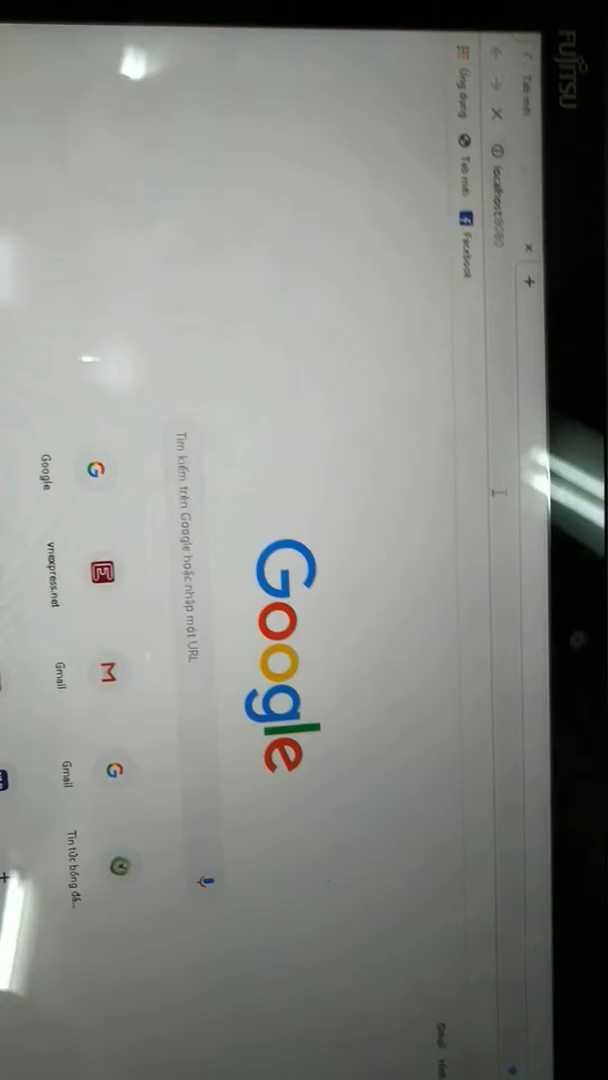 FUJITSU
Tab mới
localhost:8080
Ứng dụng Tab mới Facebook
Gmail
Google
Tìm kiếm trên Google hoặc nhập một URL
Google vnexpress.net Gmail Gmail Tin tức bóng đá...